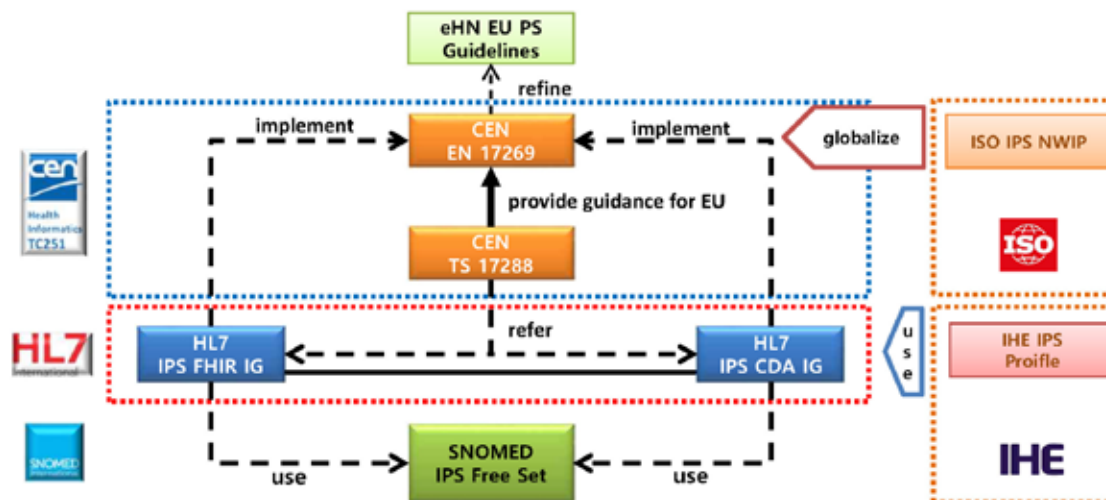 eHN EU PS
Guidelines
refine
implement
CEN
EN 17269
implement
globalize
ISO IPS NWIP
cen
Health
Informatics
TC251
provide guidance for EU
CEN
TS 17288
ISO
HL7
International
HL7
IPS FHIR IG
refer
HL7
IPS CDA IG
use
IHE IPS
Proifle
SNOMED
International
use
SNOMED
IPS Free Set
use
IHE